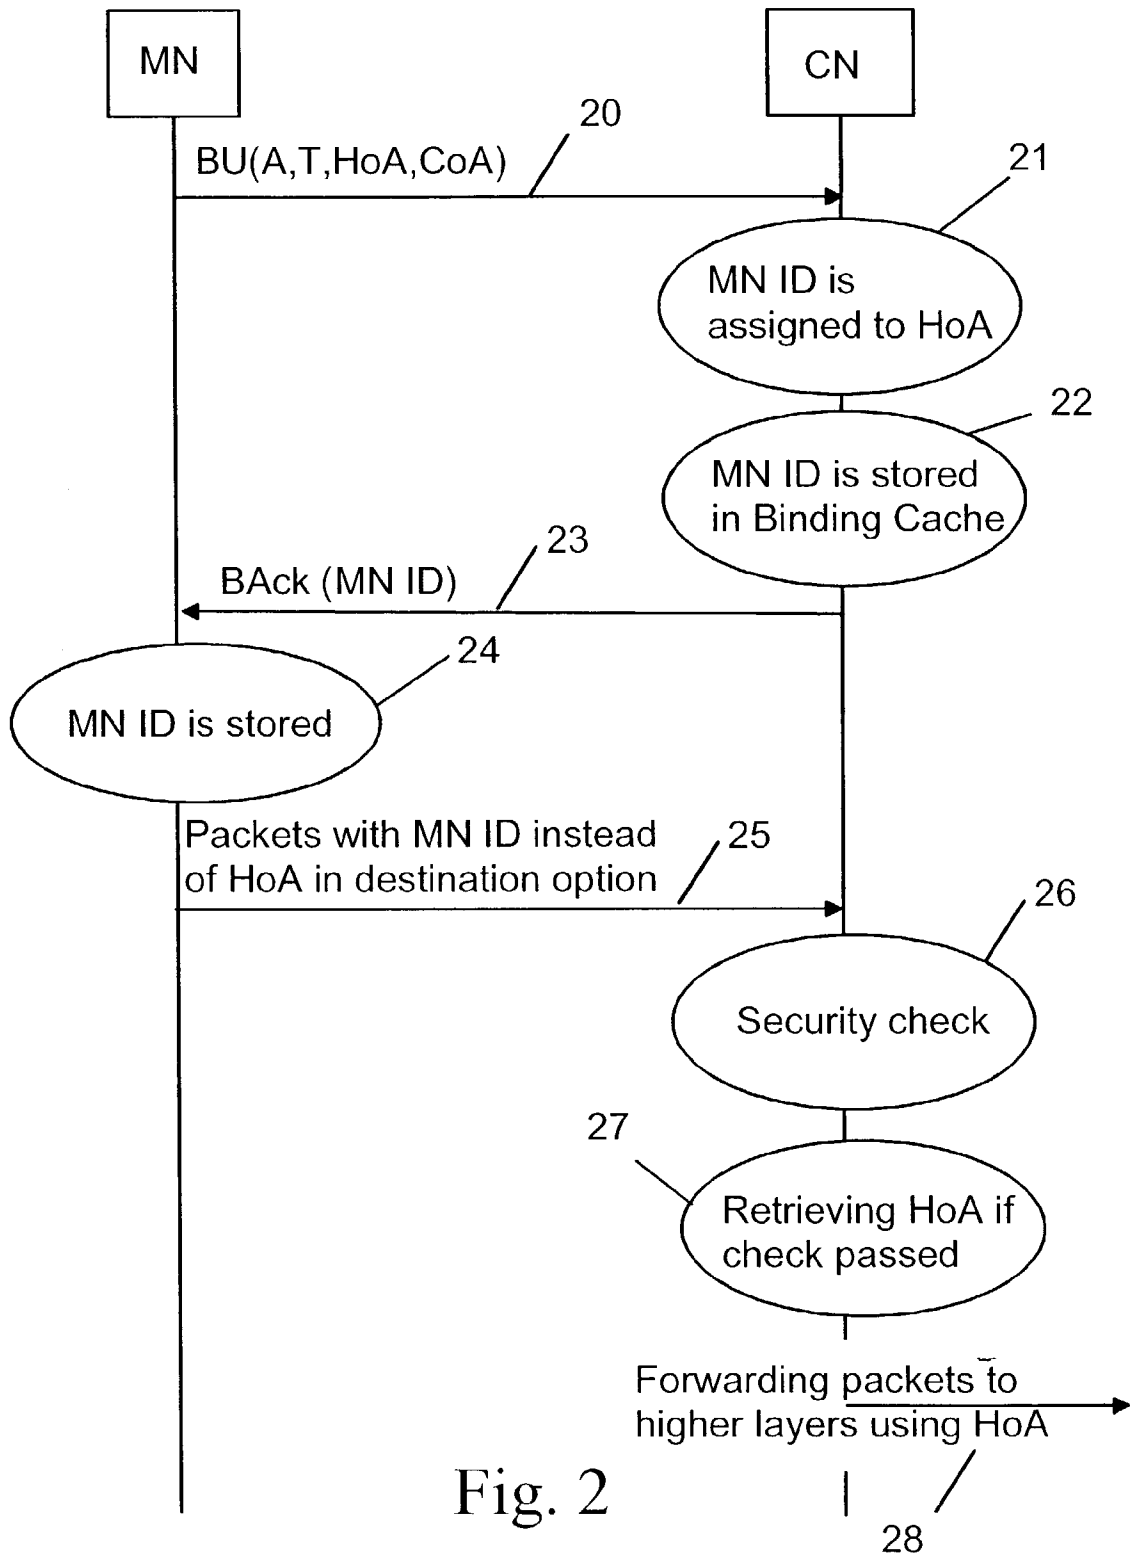 MN
CN
20
BU(A,T,HoA,CoA)
21
MN ID is
assigned to HoA
22
MN ID is stored
in Binding Cache
23
BAck (MN ID)
24
MN ID is stored
Packets with MN ID instead
of HoA in destination option
25
26
Security check
27
Retrieving HoA if
check passed
Forwarding packets to
higher layers using HoA
Fig. 2
28